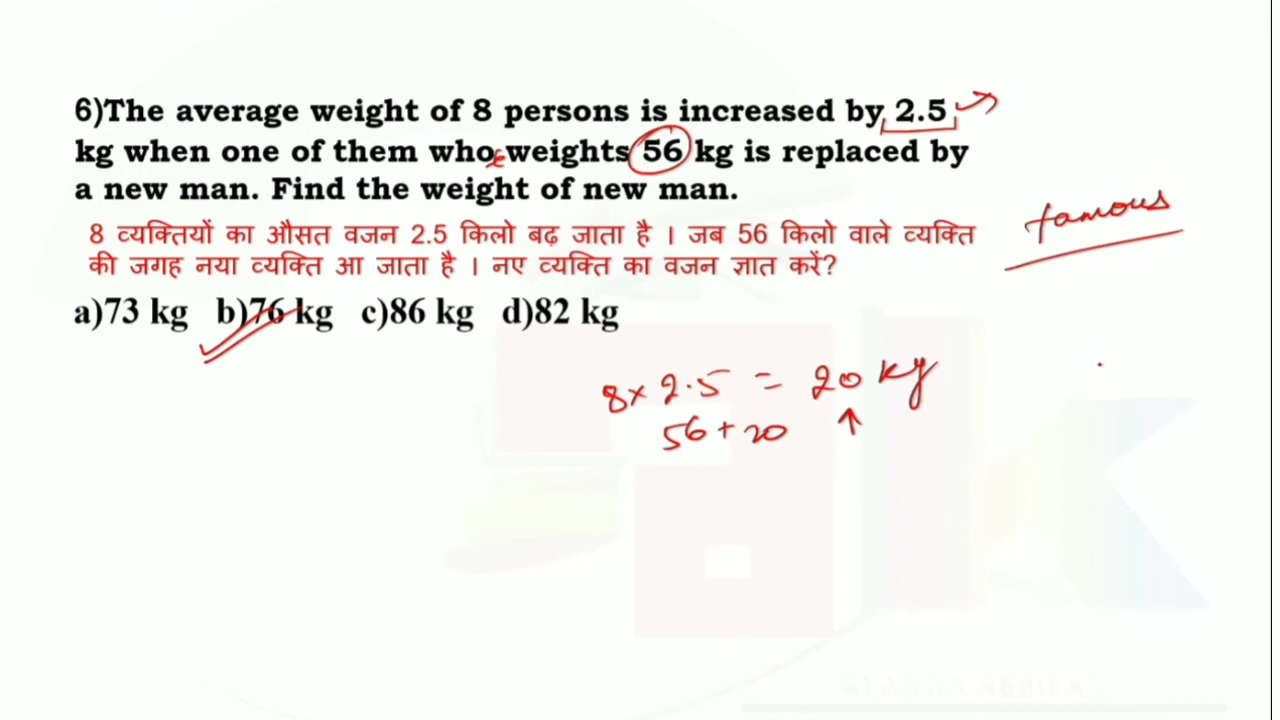 6)The average weight of 8 persons is increased by 2.5
kg when one of them who weights 56 kg is replaced by
a new man. Find the weight of new man.
famous
8 व्यक्तियों का औसत वजन 2.5 किलो बढ़ जाता है । जब 56 किलो वाले व्यक्ति
की जगह नया व्यक्ति आ जाता है । नए व्यक्ति का वजन ज्ञात करें?
a)73 kg b)76 kg c)86 kg d)82 kg
8 × 2.5 = 20 kg
56 + 20